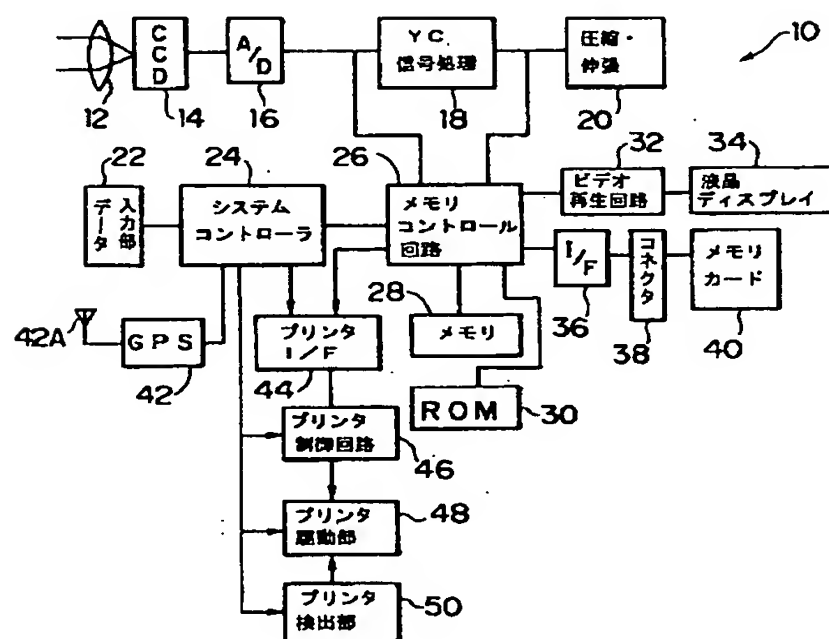 CCD
A/D
YC
信号処理
圧縮・
伸張
10
12
14
16
18
20
22
24
26
32
34
データ
入力部
システム
コントローラ
メモリ
コントロール
回路
ビデオ
再生回路
液晶
ディスプレイ
I/F
コネクタ
メモリ
カード
36
38
40
42A
GPS
42
プリンタ
I/F
44
28
メモリ
ROM
30
プリンタ
制御回路
46
プリンタ
駆動部
48
プリンタ
検出部
50